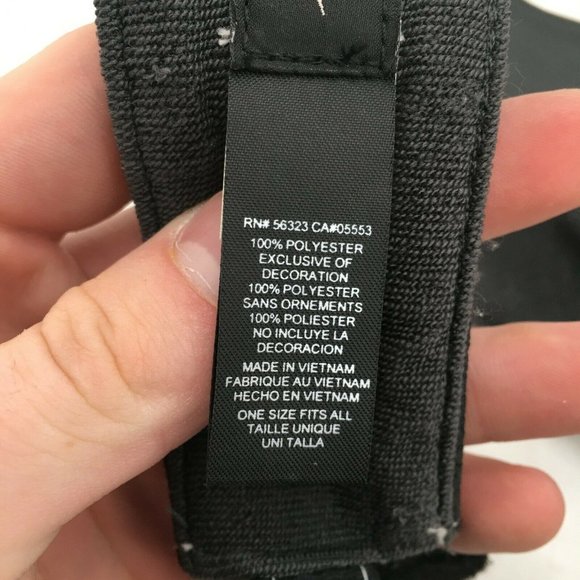 RN# 56323 CA#05553
100% POLYESTER
EXCLUSIVE OF
DECORATION
100% POLYESTER
SANS ORNEMENTS
100% POLIESTER
NO INCLUYE LA
DECORACION
MADE IN VIETNAM
FABRIQUE AU VIETNAM
HECHO EN VIETNAM
ONE SIZE FITS ALL
TAILLE UNIQUE
UNI TALLA